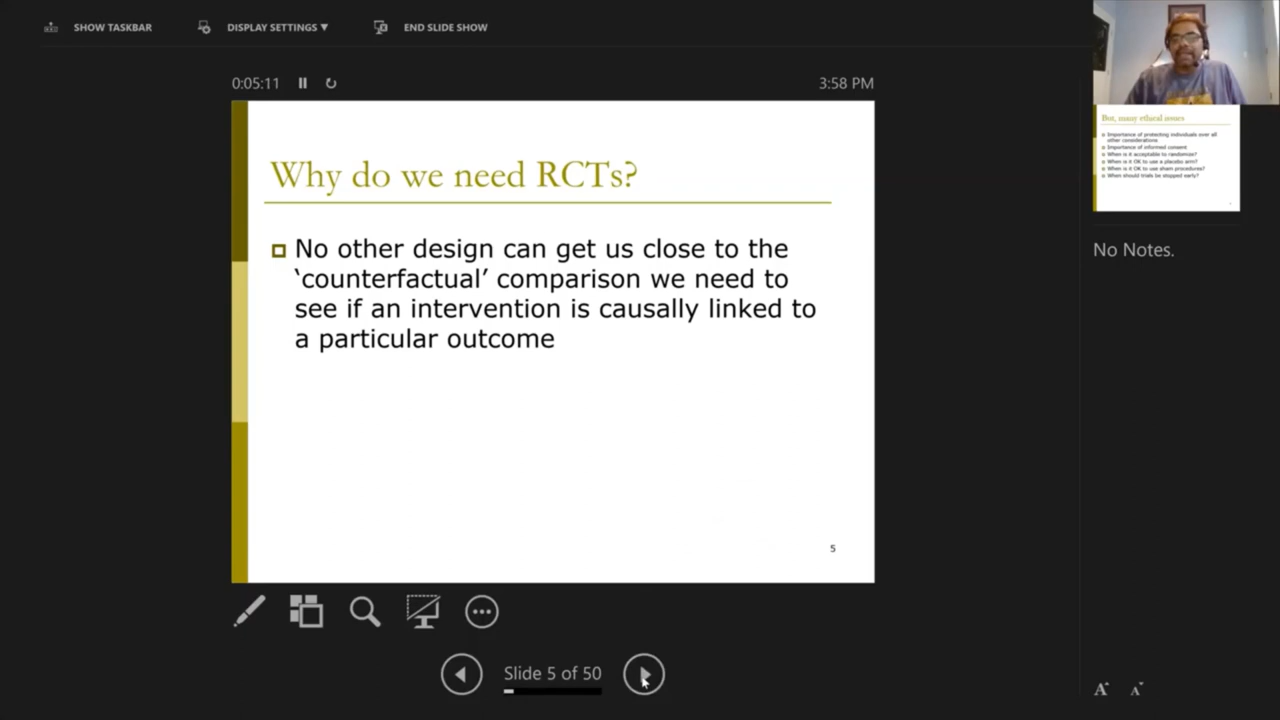 SHOW TASKBAR
DISPLAY SETTINGS ▼
END SLIDE SHOW
0:05:11
3:58 PM
Why do we need RCTs?
No other design can get us close to the
‘counterfactual’ comparison we need to
see if an intervention is causally linked to
a particular outcome
5
But, many ethical issues
Importance of protecting individuals over all
other considerations
Importance of informed consent
When is it acceptable to randomize?
When is it OK to use a placebo arm?
When is it OK to use sham procedures?
When should trials be stopped early?
No Notes.
Slide 5 of 50
A
A